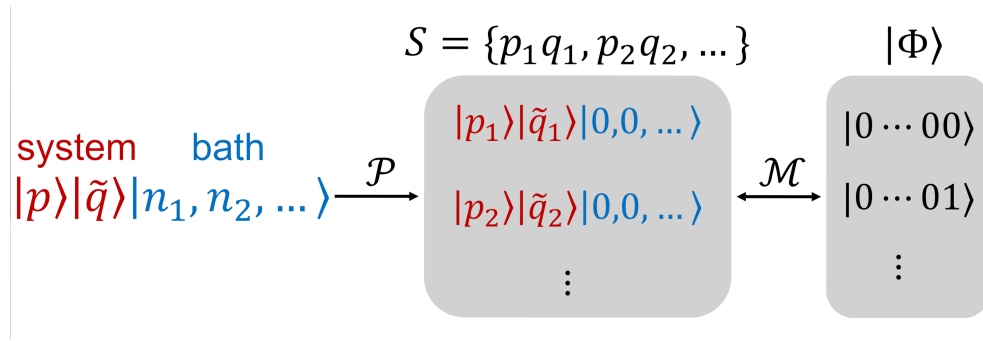 S = {p₁q₁, p₂q₂, … }
|Φ⟩
system bath
|p⟩|q̃⟩|n₁, n₂, … ⟩
𝒫
|p₁⟩|q̃₁⟩|0,0, … ⟩
|p₂⟩|q̃₂⟩|0,0, … ⟩
⋮
ℳ
|0 ⋯ 00⟩
|0 ⋯ 01⟩
⋮